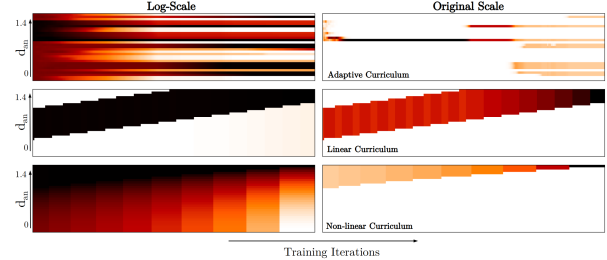 Log-Scale
Original Scale
1.4
d_an
0
Adaptive Curriculum
1.4
d_an
0
Linear Curriculum
1.4
d_an
0
Non-linear Curriculum
Training Iterations